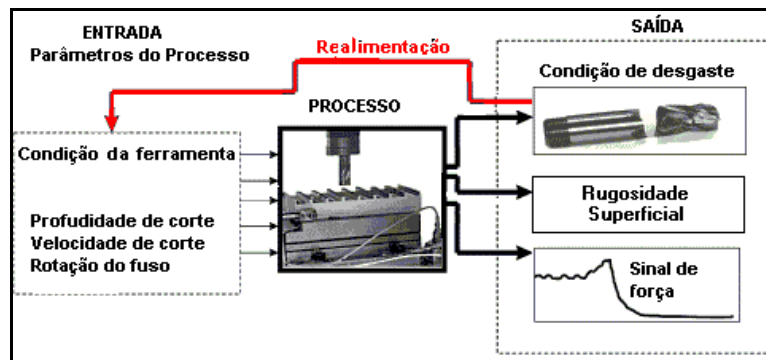 ENTRADA
Parâmetros do Processo
Realimentação
SAÍDA
Condição de desgaste
PROCESSO
Condição da ferramenta
Profudidade de corte
Velocidade de corte
Rotação do fuso
Rugosidade
Superficial
Sinal de
força